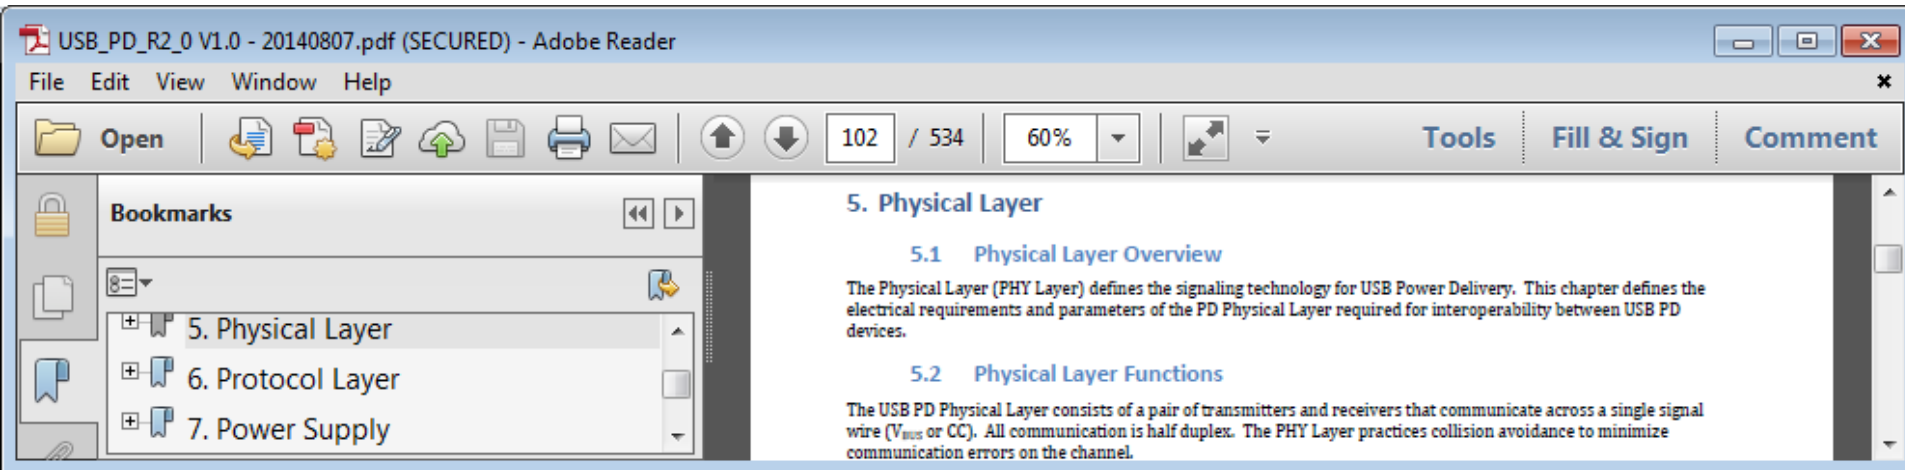 USB_PD_R2_0 V1.0 - 20140807.pdf (SECURED) - Adobe Reader
File Edit View Window Help
Open 102 / 534 60% Tools Fill & Sign Comment
Bookmarks
5. Physical Layer
6. Protocol Layer
7. Power Supply
5. Physical Layer
5.1 Physical Layer Overview
The Physical Layer (PHY Layer) defines the signaling technology for USB Power Delivery. This chapter defines the
electrical requirements and parameters of the PD Physical Layer required for interoperability between USB PD
devices.
5.2 Physical Layer Functions
The USB PD Physical Layer consists of a pair of transmitters and receivers that communicate across a single signal
wire (VBUS or CC). All communication is half duplex. The PHY Layer practices collision avoidance to minimize
communication errors on the channel.